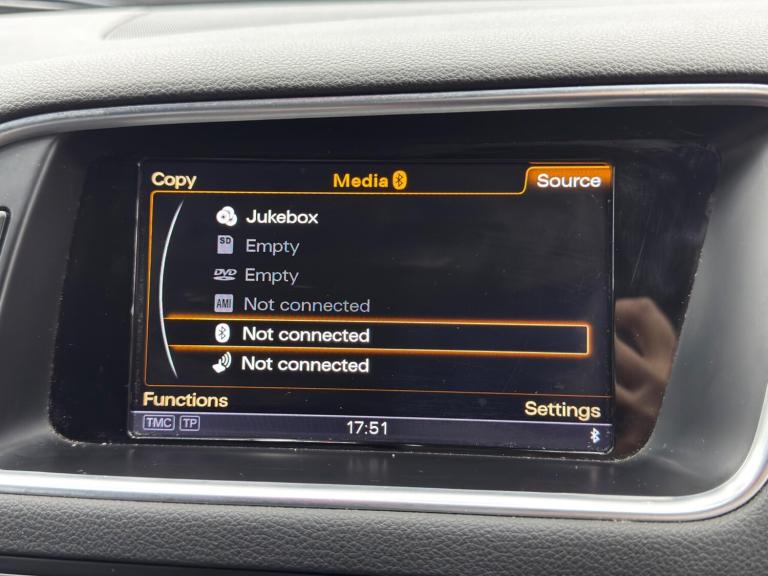 Copy Media Source
Jukebox
SD Empty
DVD Empty
AMI Not connected
Not connected
Not connected
Functions Settings
TMC TP 17:51